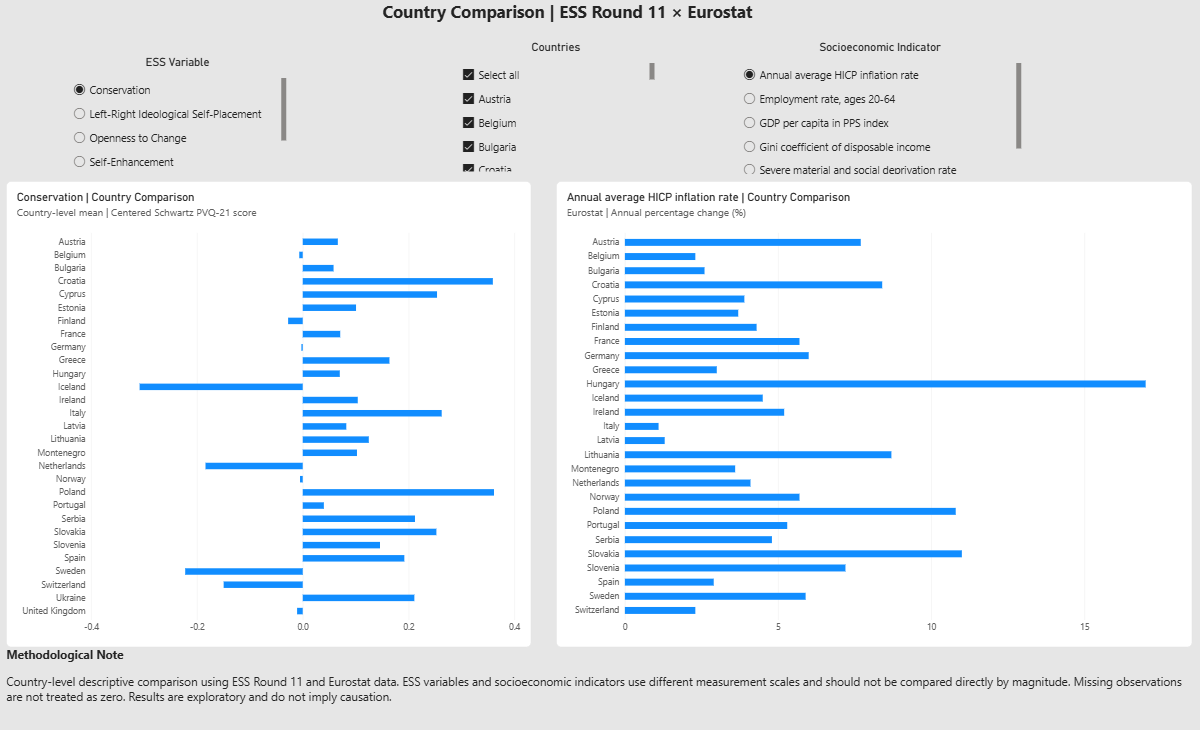 Country Comparison | ESS Round 11 × Eurostat
ESS Variable
Conservation
Left-Right Ideological Self-Placement
Openness to Change
Self-Enhancement
Countries
Select all
Austria
Belgium
Bulgaria
Croatia
Socioeconomic Indicator
Annual average HICP inflation rate
Employment rate, ages 20-64
GDP per capita in PPS index
Gini coefficient of disposable income
Severe material and social deprivation rate
Conservation | Country Comparison
Country-level mean | Centered Schwartz PVQ-21 score
Austria
Belgium
Bulgaria
Croatia
Cyprus
Estonia
Finland
France
Germany
Greece
Hungary
Iceland
Ireland
Italy
Latvia
Lithuania
Montenegro
Netherlands
Norway
Poland
Portugal
Serbia
Slovakia
Slovenia
Spain
Sweden
Switzerland
Ukraine
United Kingdom
-0.4 -0.2 0.0 0.2 0.4
Annual average HICP inflation rate | Country Comparison
Eurostat | Annual percentage change (%)
Austria
Belgium
Bulgaria
Croatia
Cyprus
Estonia
Finland
France
Germany
Greece
Hungary
Iceland
Ireland
Italy
Latvia
Lithuania
Montenegro
Netherlands
Norway
Poland
Portugal
Serbia
Slovakia
Slovenia
Spain
Sweden
Switzerland
0 5 10 15
Methodological Note
Country-level descriptive comparison using ESS Round 11 and Eurostat data. ESS variables and socioeconomic indicators use different measurement scales and should not be compared directly by magnitude. Missing observations
are not treated as zero. Results are exploratory and do not imply causation.